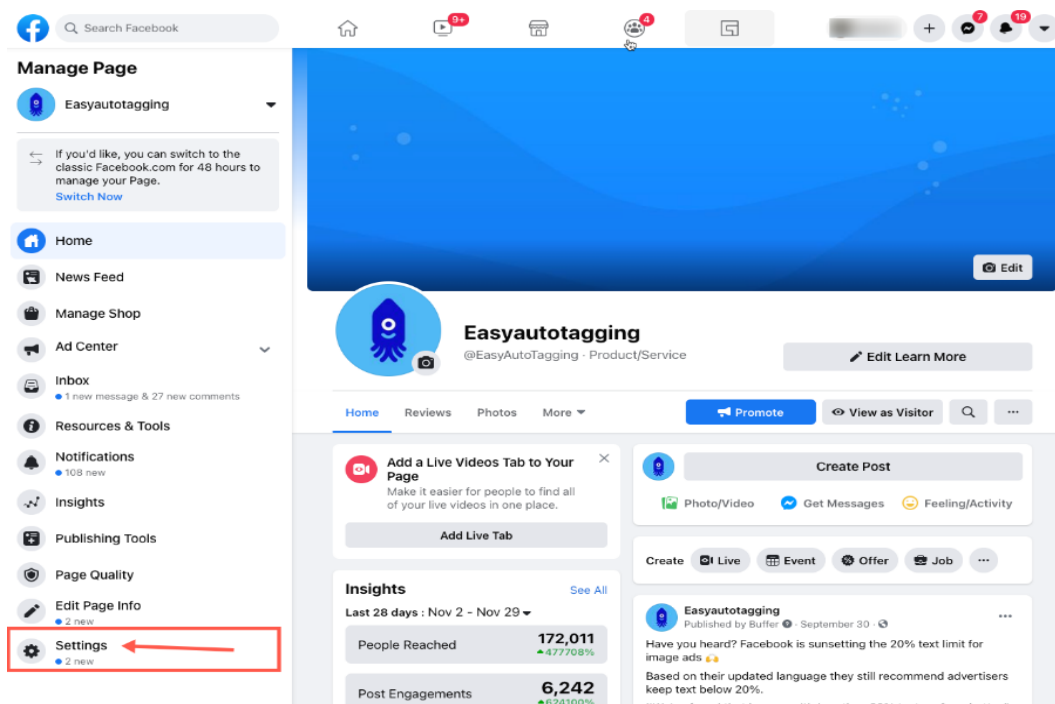 Search Facebook
9+
4
7
19
Manage Page
Easyautotagging
If you'd like, you can switch to the
classic Facebook.com for 48 hours to
manage your Page.
Switch Now
Home
News Feed
Manage Shop
Ad Center
Inbox
1 new message & 27 new comments
Resources & Tools
Notifications
108 new
Insights
Publishing Tools
Page Quality
Edit Page Info
2 new
Settings
2 new
Edit
Easyautotagging
@EasyAutoTagging · Product/Service
Edit Learn More
Home Reviews Photos More
Promote View as Visitor ...
Add a Live Videos Tab to Your
Page
Make it easier for people to find all
of your live videos in one place.
Add Live Tab
Insights See All
Last 28 days : Nov 2 - Nov 29
People Reached 172,011
477708%
Post Engagements 6,242
624100%
Create Post
Photo/Video Get Messages Feeling/Activity
Create Live Event Offer Job ...
Easyautotagging
Published by Buffer · September 30 ·
Have you heard? Facebook is sunsetting the 20% text limit for
image ads 🙌
Based on their updated language they still recommend advertisers
keep text below 20%.